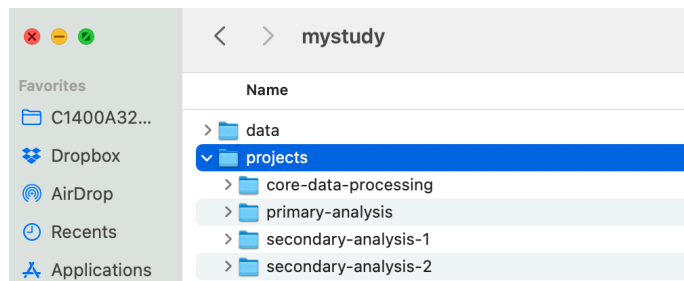 mystudy
Favorites
C1400A32...
Dropbox
AirDrop
Recents
Applications
Name
data
projects
core-data-processing
primary-analysis
secondary-analysis-1
secondary-analysis-2